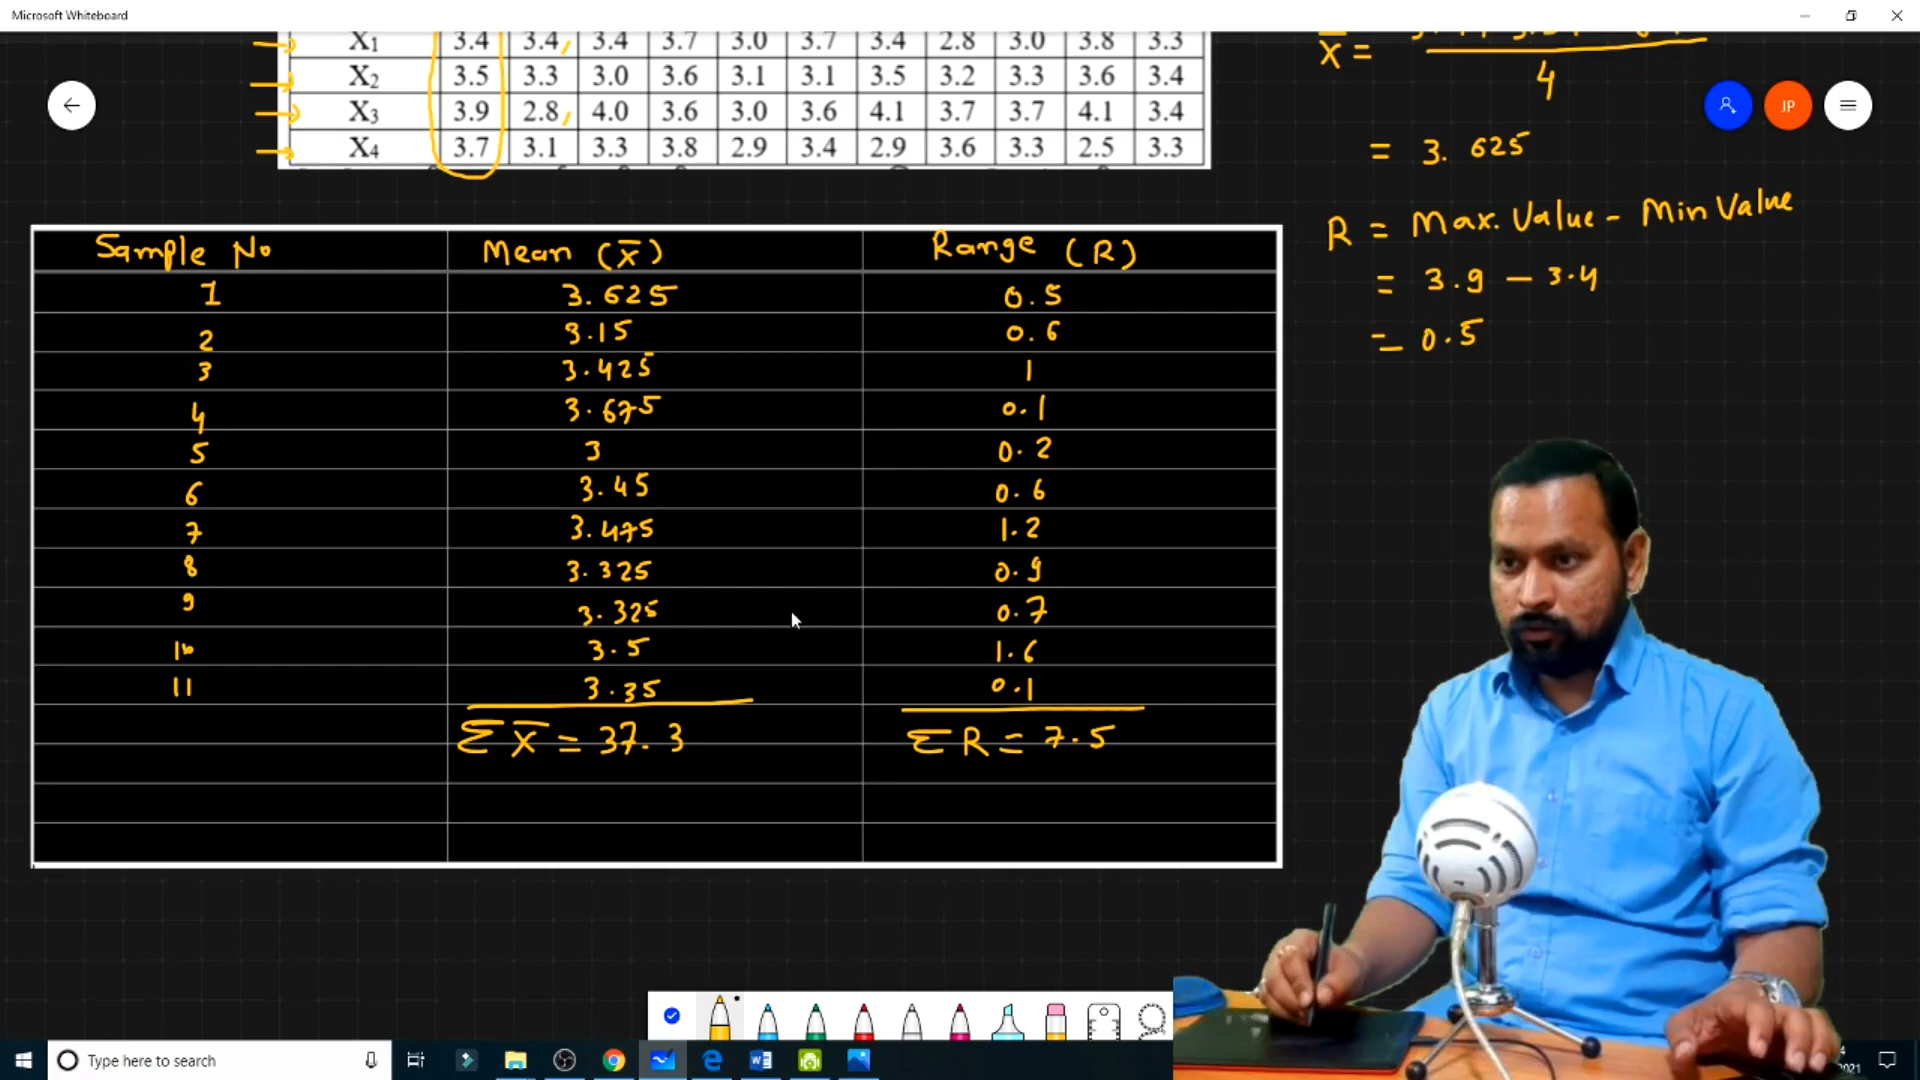 Microsoft Whiteboard
X1 3.4 3.4, 3.4 3.7 3.0 3.7 3.4 2.8 3.0 3.8 3.3
X2 3.5 3.3 3.0 3.6 3.1 3.1 3.5 3.2 3.3 3.6 3.4
X3 3.9 2.8, 4.0 3.6 3.0 3.6 4.1 3.7 3.7 4.1 3.4
X4 3.7 3.1 3.3 3.8 2.9 3.4 2.9 3.6 3.3 2.5 3.3
X̄ =
4
= 3.625
R = Max. Value - Min Value
= 3.9 - 3.4
= 0.5
JP
Sample No Mean (x̄) Range (R)
1 3.625 0.5
2 3.15 0.6
3 3.425 1
4 3.675 0.1
5 3 0.2
6 3.45 0.6
7 3.475 1.2
8 3.325 0.9
9 3.325 0.7
10 3.5 1.6
11 3.35 0.1
Σ x̄ = 37.3 Σ R = 7.5
Type here to search
2021